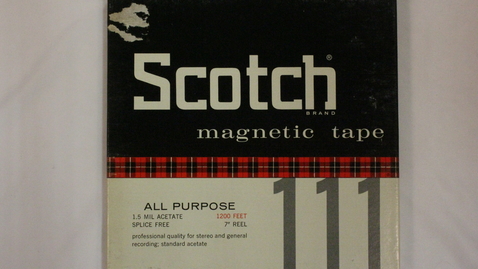 Scotch®
BRAND
magnetic tape
111
ALL PURPOSE
1.5 MIL ACETATE 1200 FEET
SPLICE FREE 7" REEL
professional quality for stereo and general
recording; standard acetate